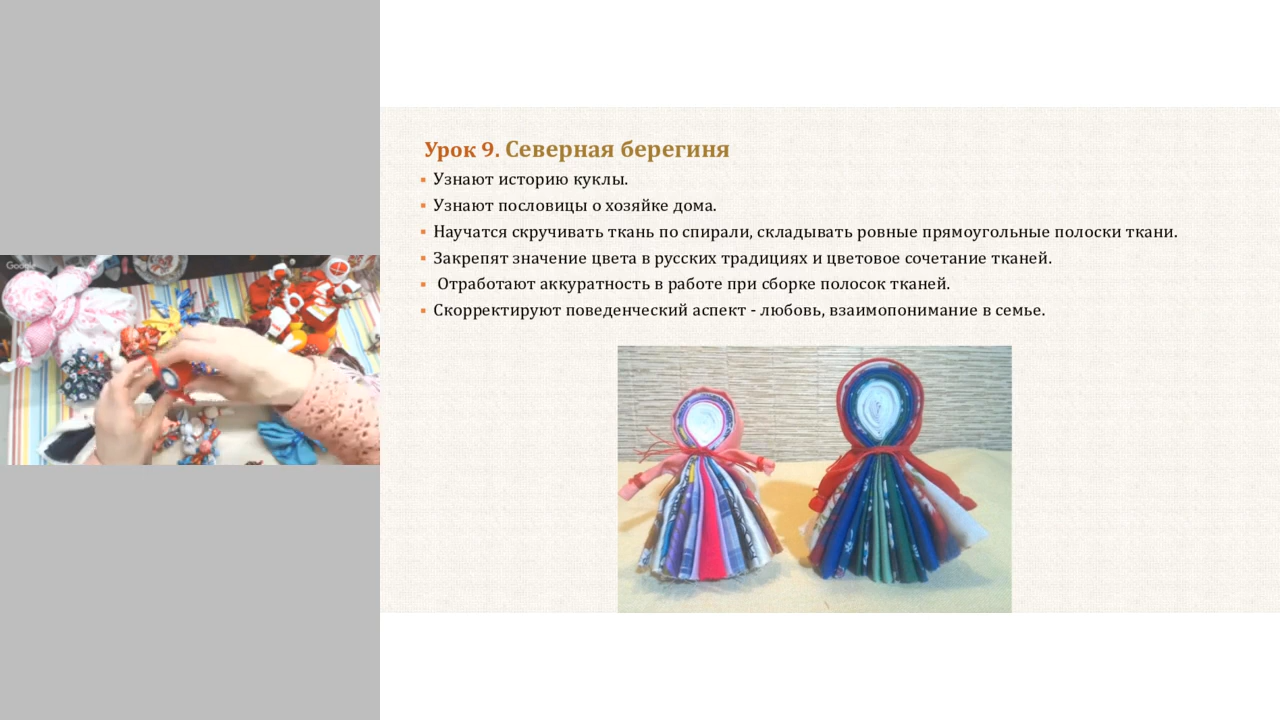 Google
Урок 9. Северная берегиня
Узнают историю куклы.
Узнают пословицы о хозяйке дома.
Научатся скручивать ткань по спирали, складывать ровные прямоугольные полоски ткани.
Закрепят значение цвета в русских традициях и цветовое сочетание тканей.
Отработают аккуратность в работе при сборке полосок тканей.
Скорректируют поведенческий аспект - любовь, взаимопонимание в семье.